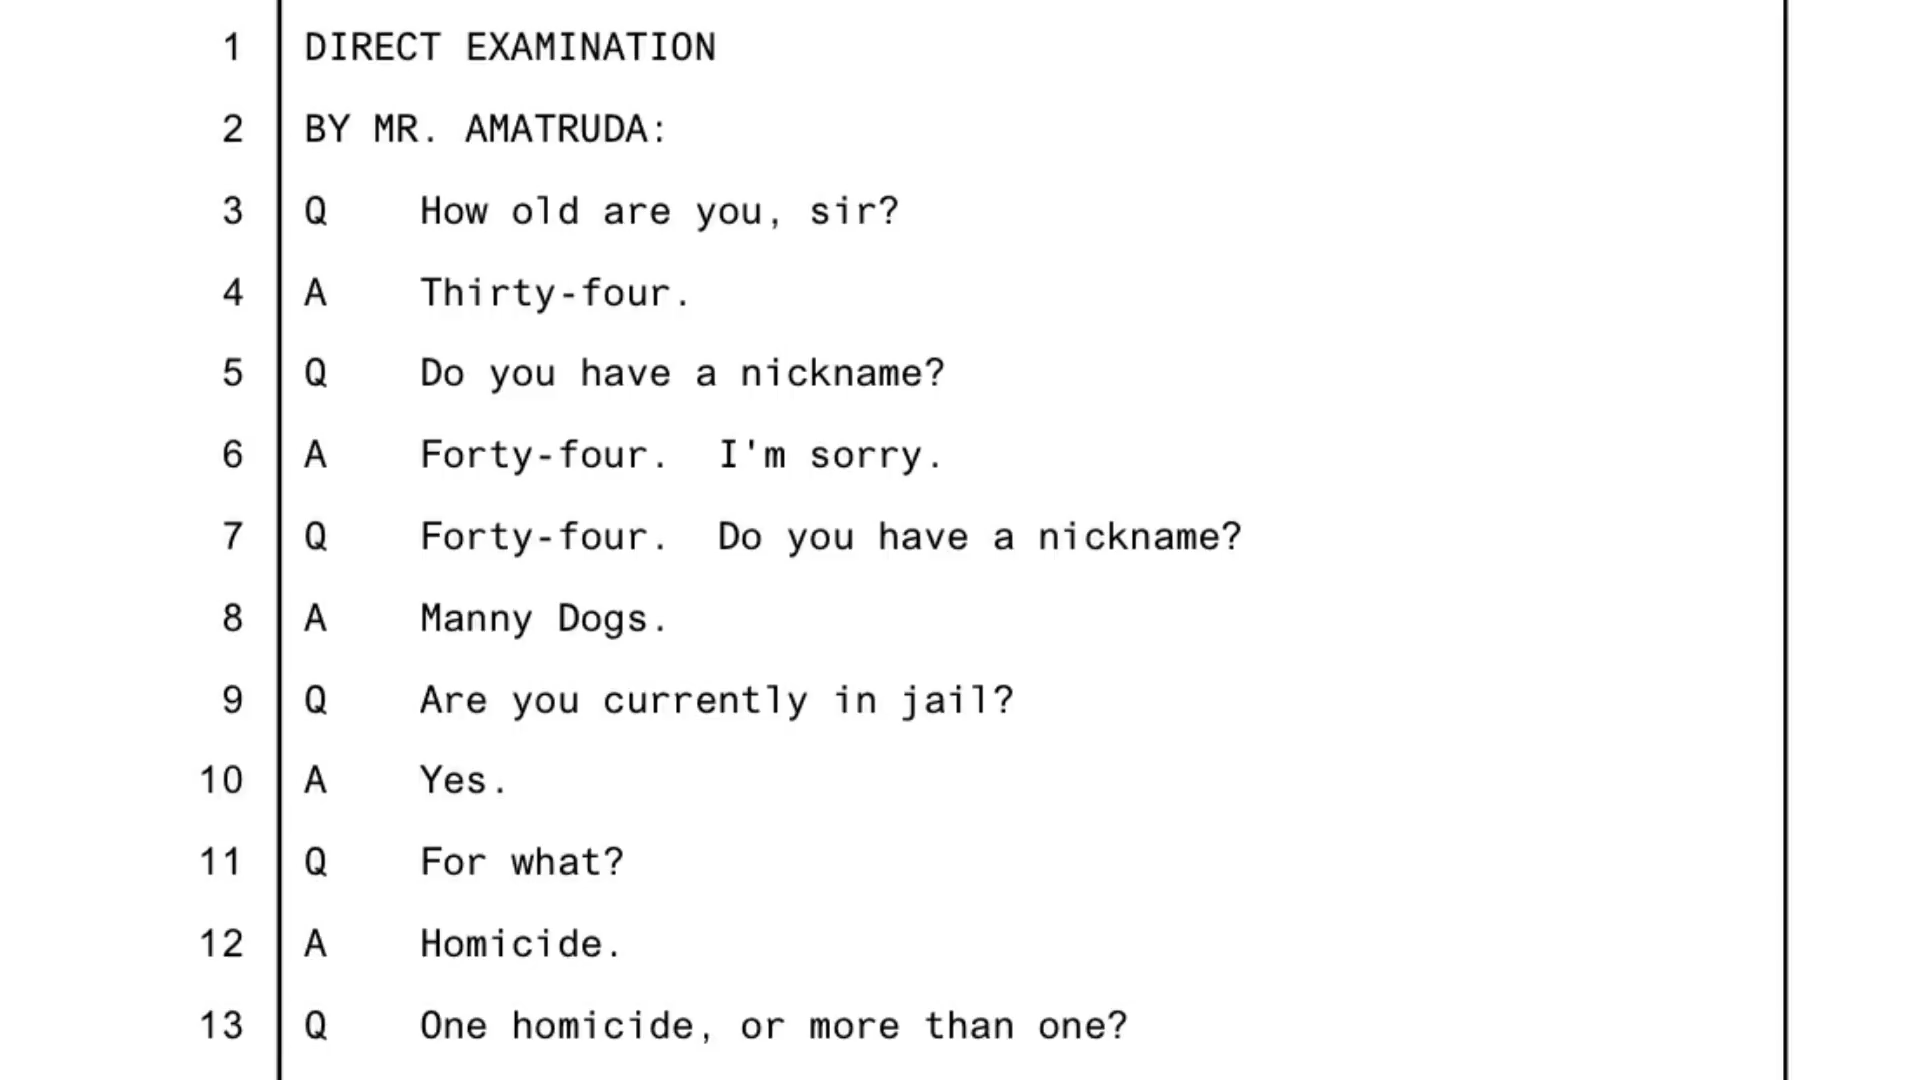 1 DIRECT EXAMINATION
2 BY MR. AMATRUDA:
3 Q How old are you, sir?
4 A Thirty-four.
5 Q Do you have a nickname?
6 A Forty-four. I'm sorry.
7 Q Forty-four. Do you have a nickname?
8 A Manny Dogs.
9 Q Are you currently in jail?
10 A Yes.
11 Q For what?
12 A Homicide.
13 Q One homicide, or more than one?